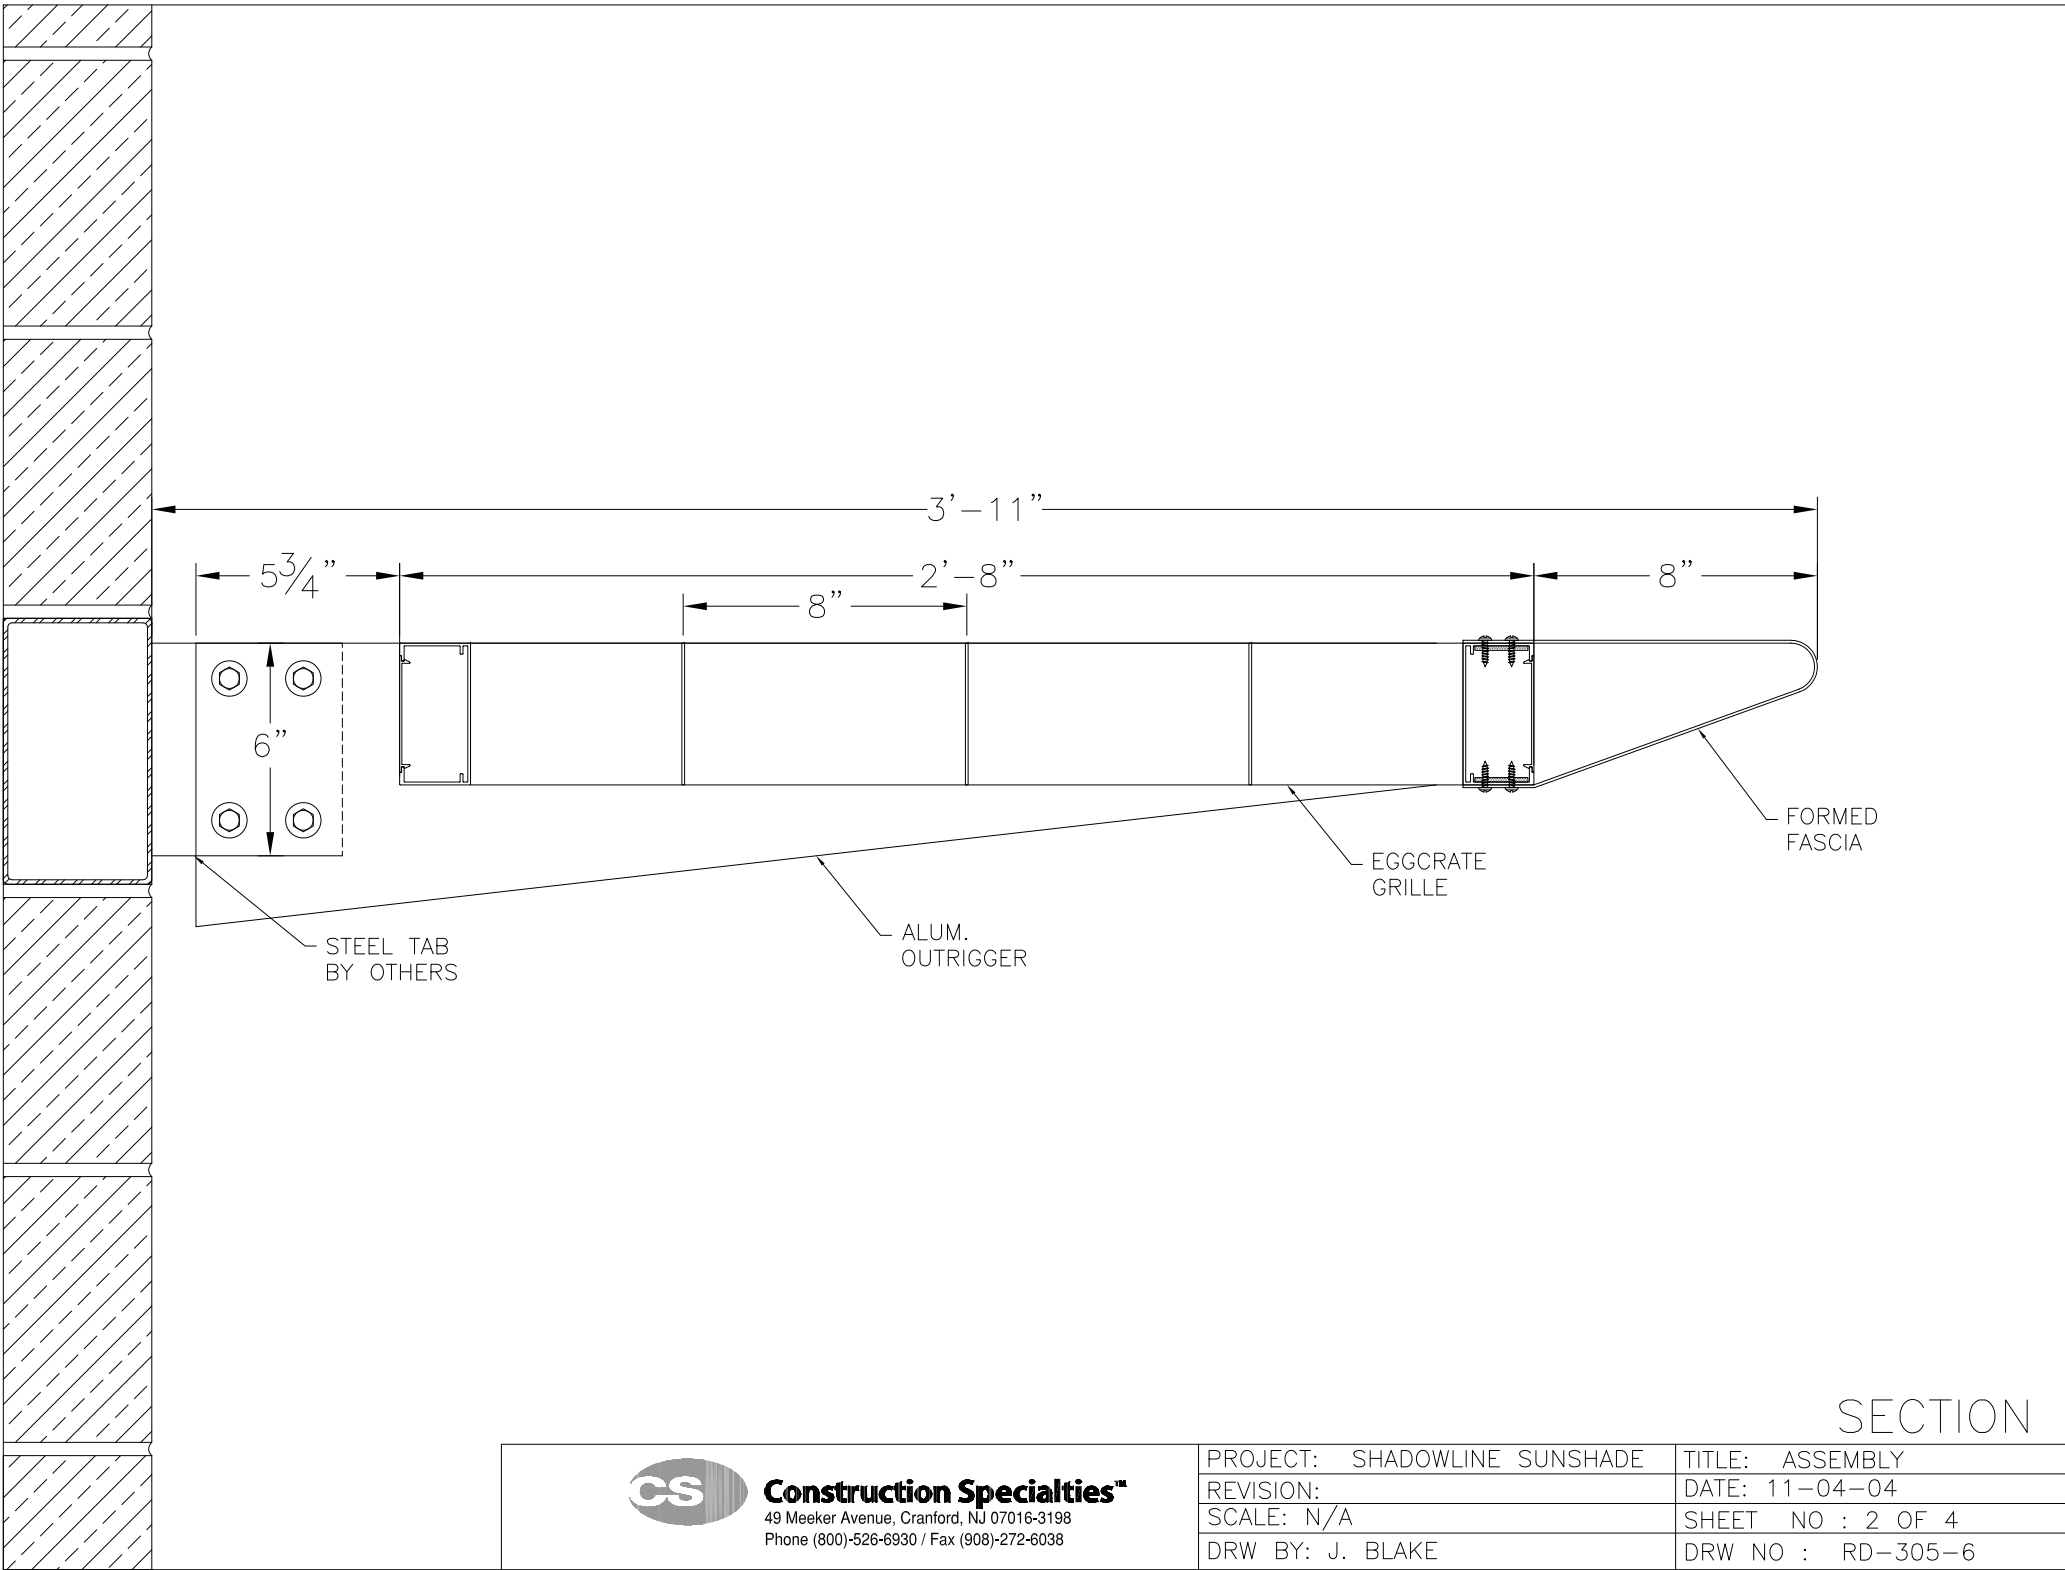 3’-11”
5 3/4”
2’-8”
8”
8”
6”
FORMED
FASCIA
EGGCRATE
GRILLE
ALUM.
OUTRIGGER
STEEL TAB
BY OTHERS
SECTION
CS
Construction Specialties™
49 Meeker Avenue, Cranford, NJ 07016-3198
Phone (800)-526-6930 / Fax (908)-272-6038
PROJECT: SHADOWLINE SUNSHADE
REVISION:
SCALE: N/A
DRW BY: J. BLAKE
TITLE: ASSEMBLY
DATE: 11-04-04
SHEET NO : 2 OF 4
DRW NO : RD-305-6